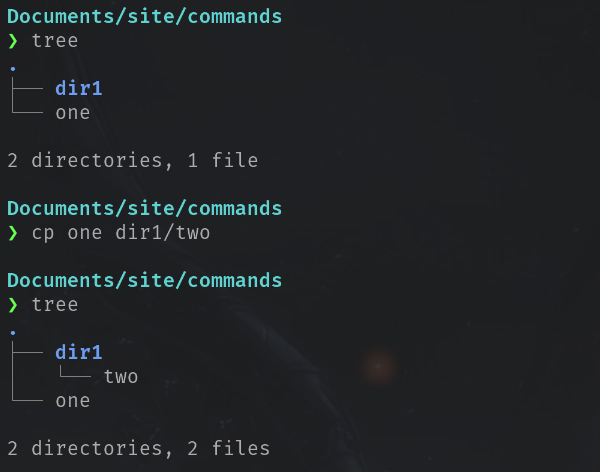 Documents/site/commands
❯ tree
.
├── dir1
└── one
2 directories, 1 file
Documents/site/commands
❯ cp one dir1/two
Documents/site/commands
❯ tree
.
├── dir1
│   └── two
└── one
2 directories, 2 files